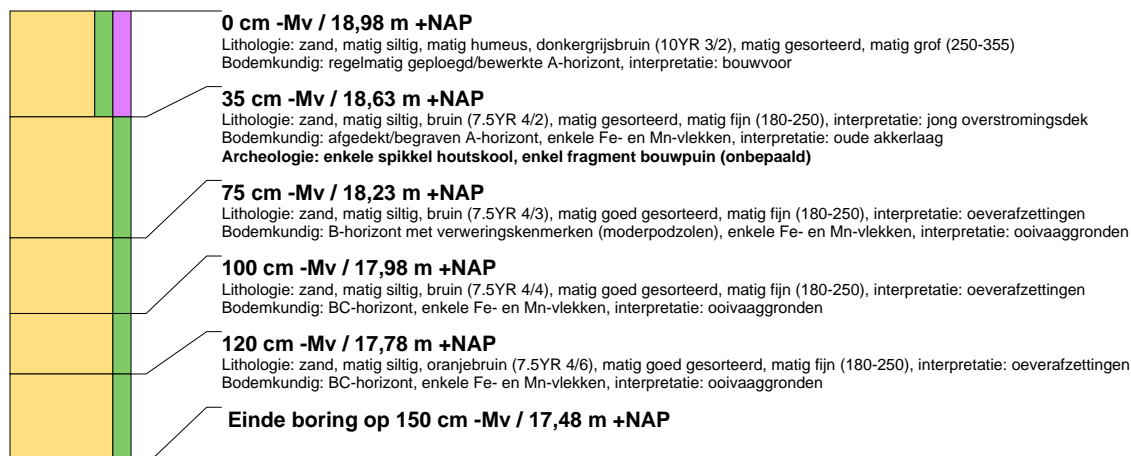 0 cm -Mv / 18,98 m +NAP
Lithologie: zand, matig siltig, matig humeus, donkergrijsbruin (10YR 3/2), matig gesorteerd, matig grof (250-355)
Bodemkundig: regelmatig geploegd/bewerkte A-horizont, interpretatie: bouwvoor
35 cm -Mv / 18,63 m +NAP
Lithologie: zand, matig siltig, bruin (7.5YR 4/2), matig gesorteerd, matig fijn (180-250), interpretatie: jong overstromingsdek
Bodemkundig: afgedekt/begraven A-horizont, enkele Fe- en Mn-vlekken, interpretatie: oude akkerlaag
Archeologie: enkele spikkel houtskool, enkel fragment bouwpuin (onbepaald)
75 cm -Mv / 18,23 m +NAP
Lithologie: zand, matig siltig, bruin (7.5YR 4/3), matig goed gesorteerd, matig fijn (180-250), interpretatie: oeverafzettingen
Bodemkundig: B-horizont met verweringskenmerken (moderpodzolen), enkele Fe- en Mn-vlekken, interpretatie: ooivaaggronden
100 cm -Mv / 17,98 m +NAP
Lithologie: zand, matig siltig, bruin (7.5YR 4/4), matig goed gesorteerd, matig fijn (180-250), interpretatie: oeverafzettingen
Bodemkundig: BC-horizont, enkele Fe- en Mn-vlekken, interpretatie: ooivaaggronden
120 cm -Mv / 17,78 m +NAP
Lithologie: zand, matig siltig, oranjebruin (7.5YR 4/6), matig goed gesorteerd, matig fijn (180-250), interpretatie: oeverafzettingen
Bodemkundig: BC-horizont, enkele Fe- en Mn-vlekken, interpretatie: ooivaaggronden
Einde boring op 150 cm -Mv / 17,48 m +NAP